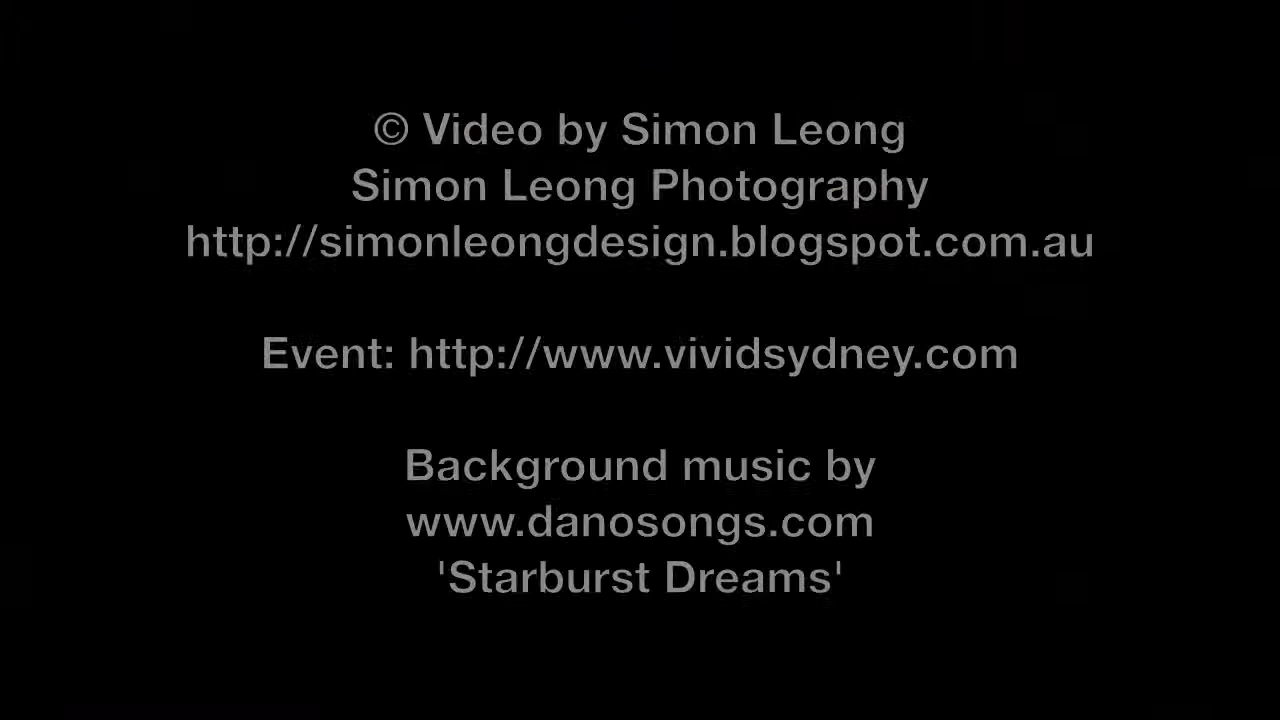 © Video by Simon Leong
Simon Leong Photography
http://simonleongdesign.blogspot.com.au
Event: http://www.vividsydney.com
Background music by
www.danosongs.com
'Starburst Dreams'